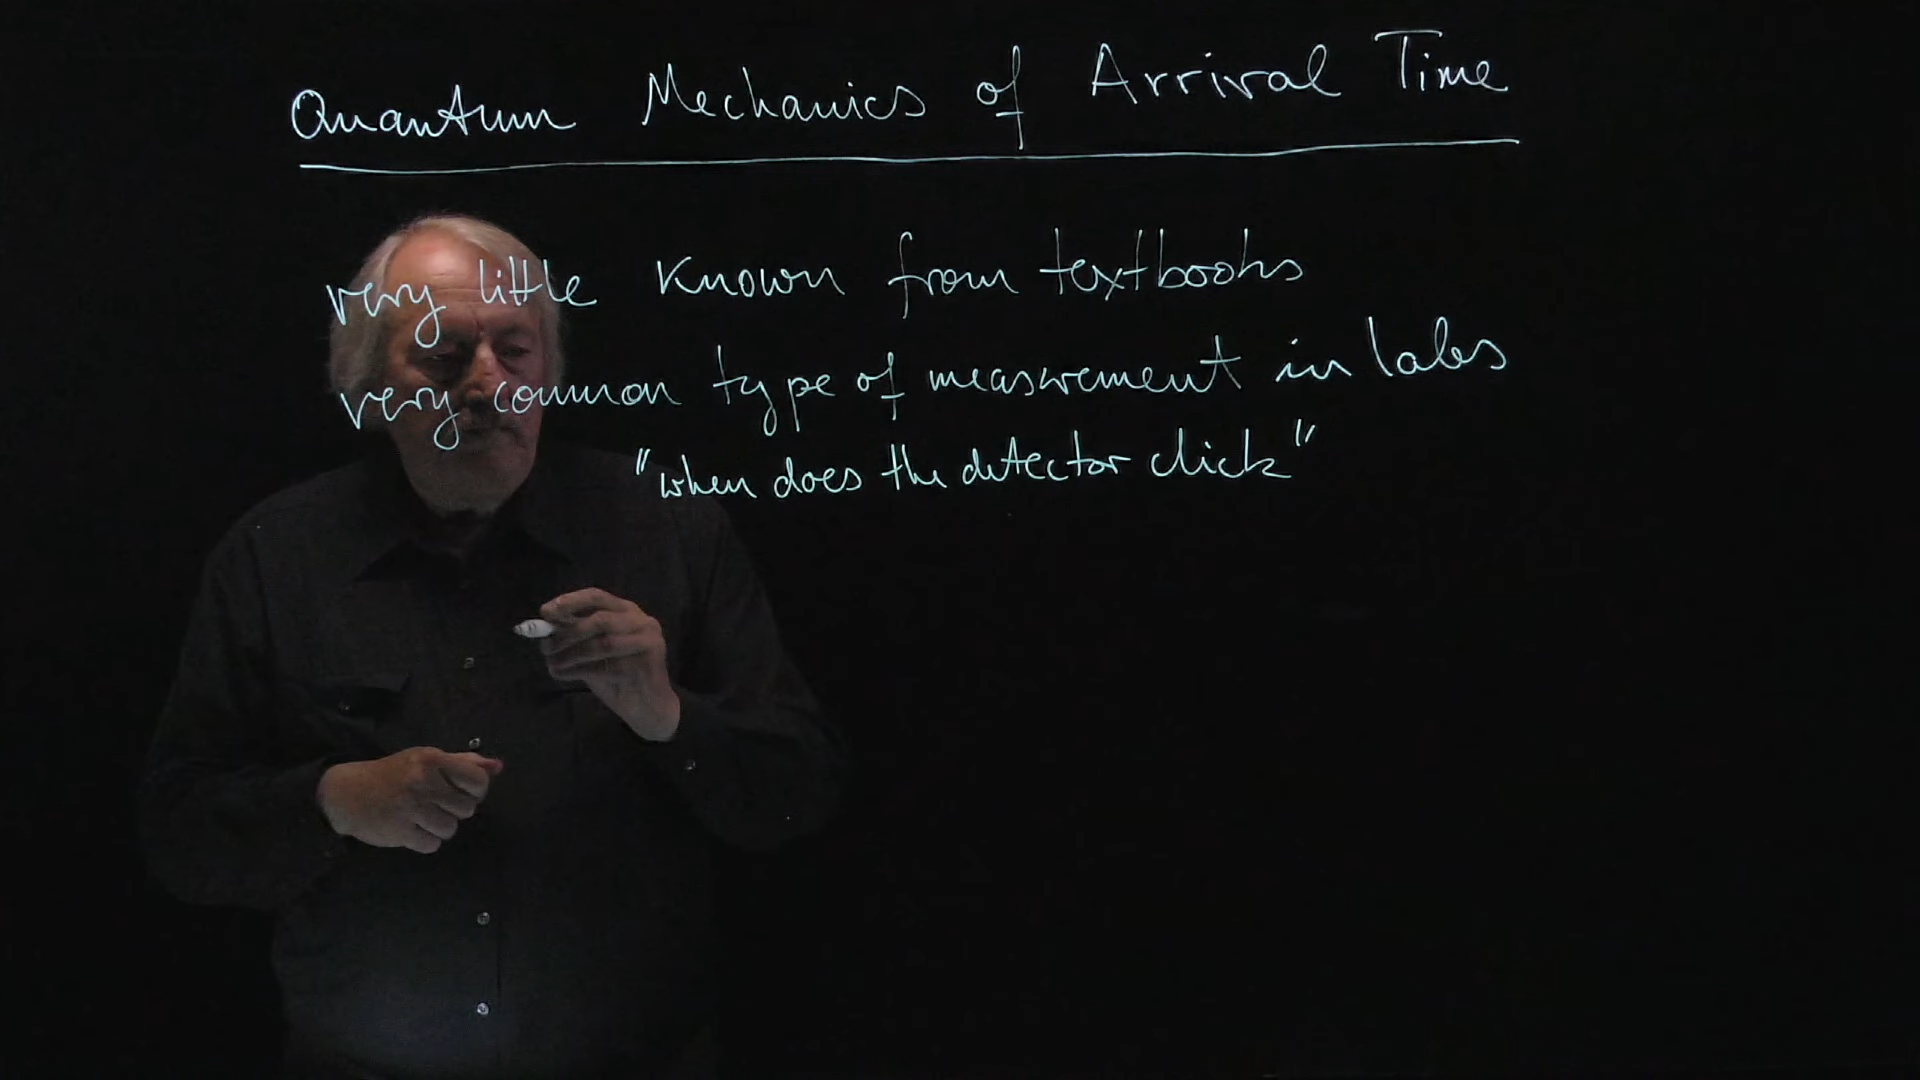 Quantum Mechanics of Arrival Time
very little known from textbooks
very common type of measurement in labs
"when does the detector click"